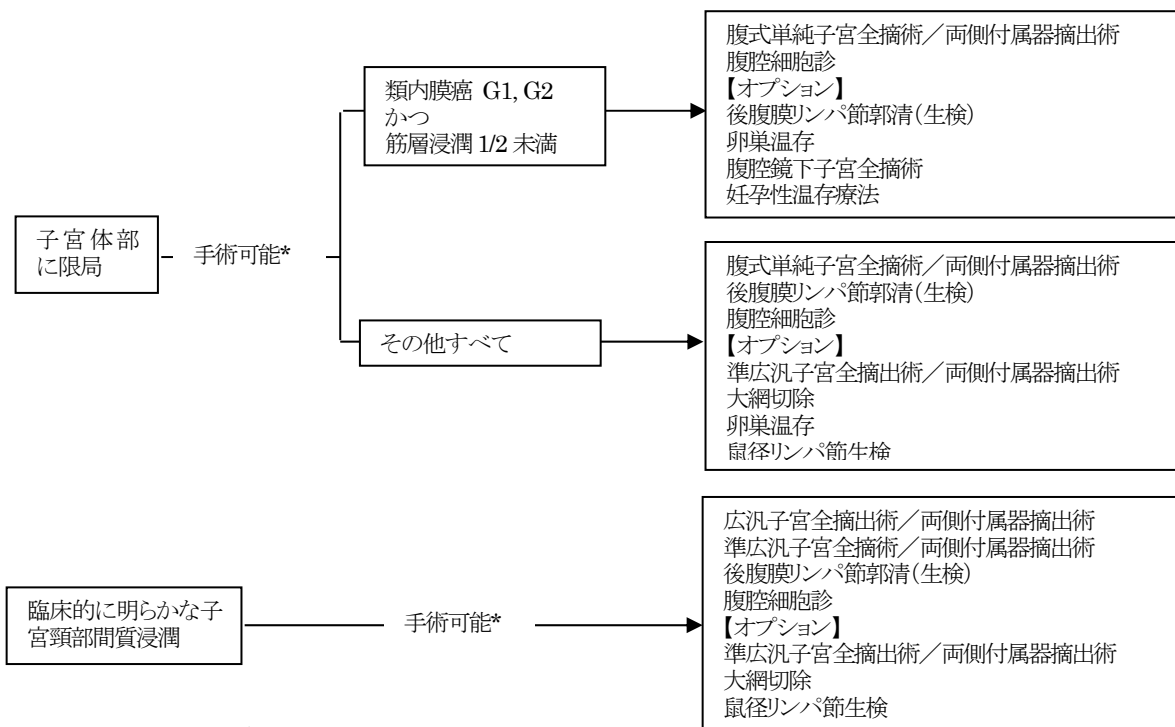 子宮体部
に限局
手術可能*
類内膜癌 G1, G2
かつ
筋層浸潤 1/2 未満
腹式単純子宮全摘術／両側付属器摘出術
腹腔細胞診
【オプション】
後腹膜リンパ節郭清（生検）
卵巣温存
腹腔鏡下子宮全摘術
妊孕性温存療法
その他すべて
腹式単純子宮全摘術／両側付属器摘出術
後腹膜リンパ節郭清（生検）
腹腔細胞診
【オプション】
準広汎子宮全摘出術／両側付属器摘出術
大網切除
卵巣温存
鼠径リンパ節生検
臨床的に明らかな子
宮頸部間質浸潤
手術可能*
広汎子宮全摘出術／両側付属器摘出術
準広汎子宮全摘術／両側付属器摘出術
後腹膜リンパ節郭清（生検）
腹腔細胞診
【オプション】
準広汎子宮全摘出術／両側付属器摘出術
大網切除
鼠径リンパ節生検